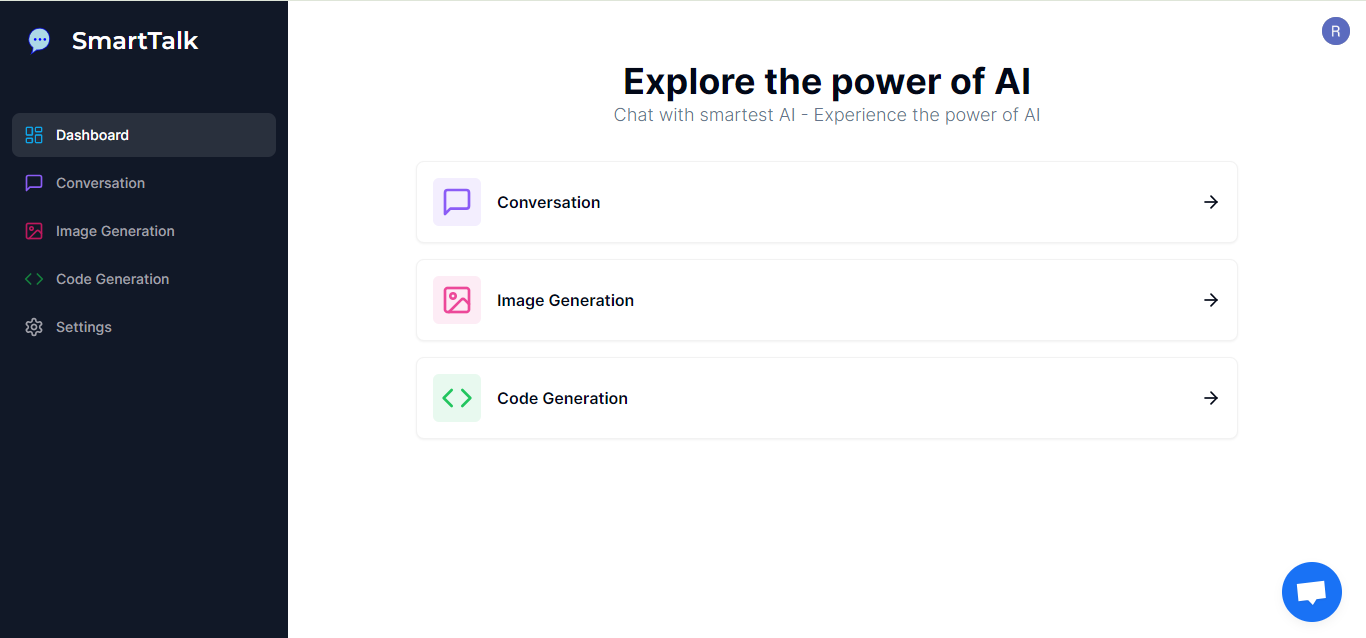 SmartTalk
Dashboard
Conversation
Image Generation
Code Generation
Settings
R
Explore the power of AI
Chat with smartest AI - Experience the power of AI
Conversation
Image Generation
Code Generation